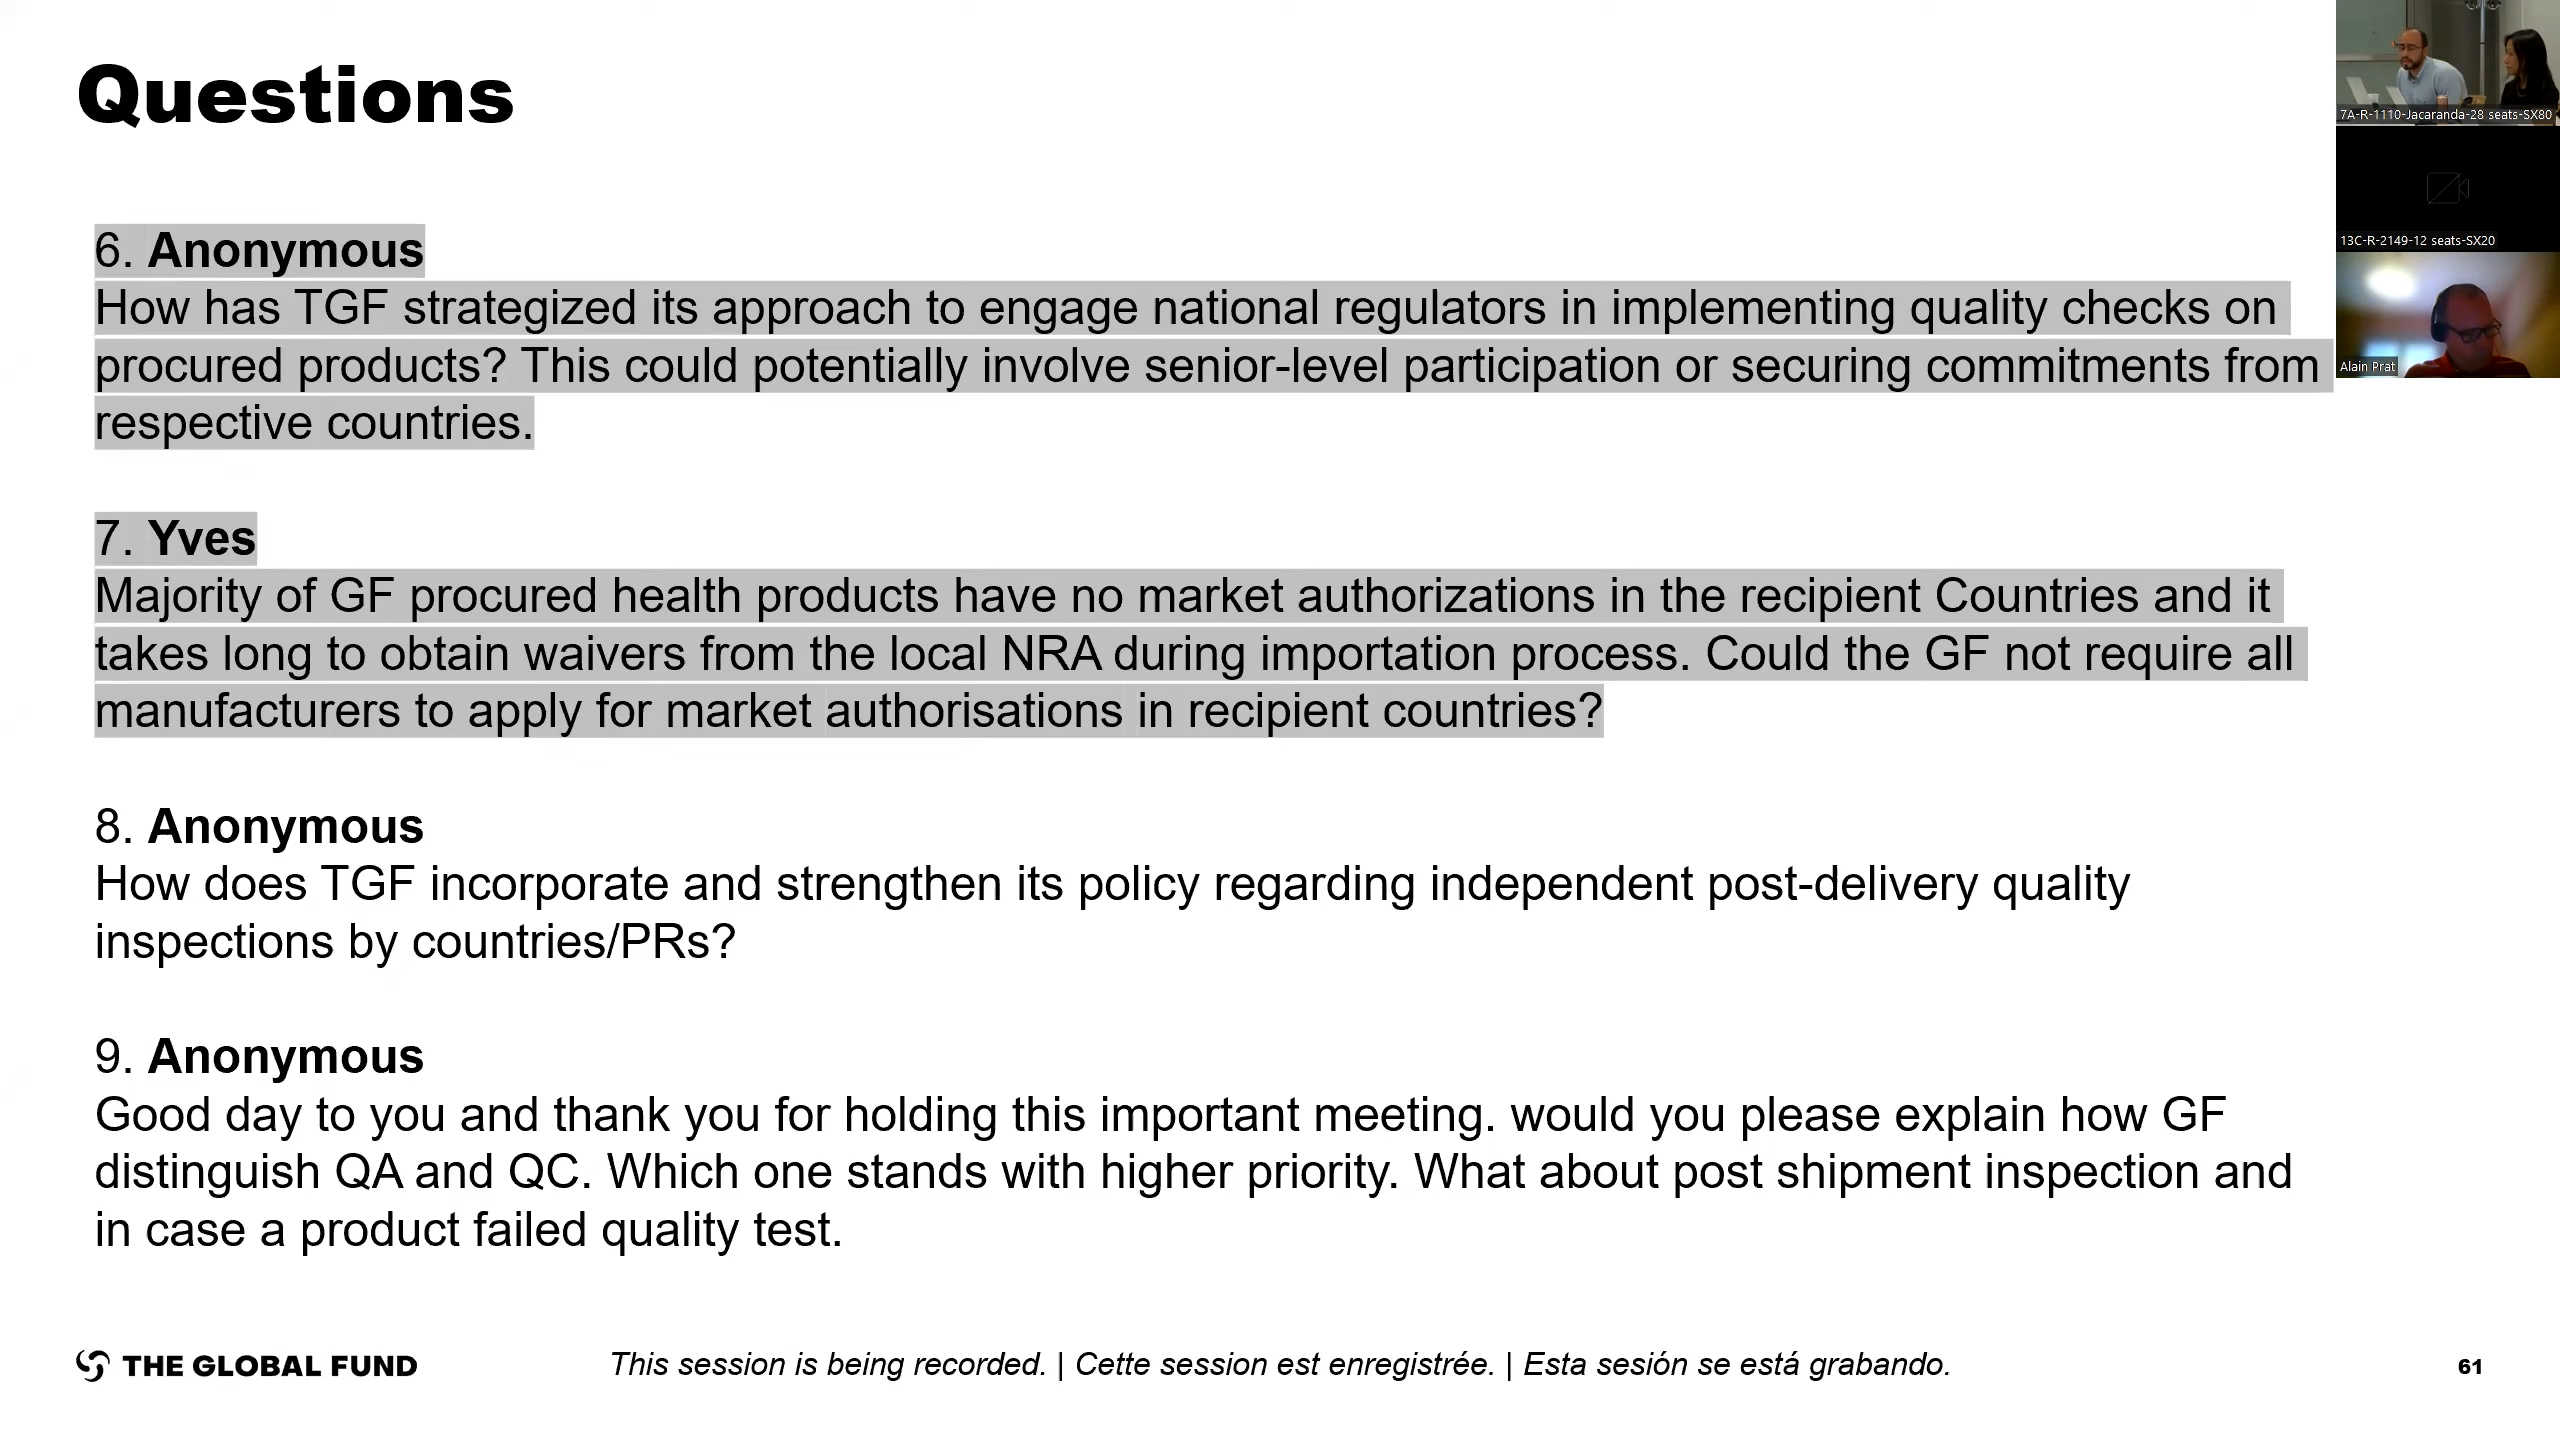 Questions
6. Anonymous
How has TGF strategized its approach to engage national regulators in implementing quality checks on
procured products? This could potentially involve senior-level participation or securing commitments from
respective countries.
7. Yves
Majority of GF procured health products have no market authorizations in the recipient Countries and it
takes long to obtain waivers from the local NRA during importation process. Could the GF not require all
manufacturers to apply for market authorisations in recipient countries?
8. Anonymous
How does TGF incorporate and strengthen its policy regarding independent post-delivery quality
inspections by countries/PRs?
9. Anonymous
Good day to you and thank you for holding this important meeting. would you please explain how GF
distinguish QA and QC. Which one stands with higher priority. What about post shipment inspection and
in case a product failed quality test.
THE GLOBAL FUND
This session is being recorded. | Cette session est enregistrée. | Esta sesión se está grabando.
61
7A-R-1110-Jacaranda-28 seats-SX80
13C-R-2149-12 seats-SX20
Alain Prat